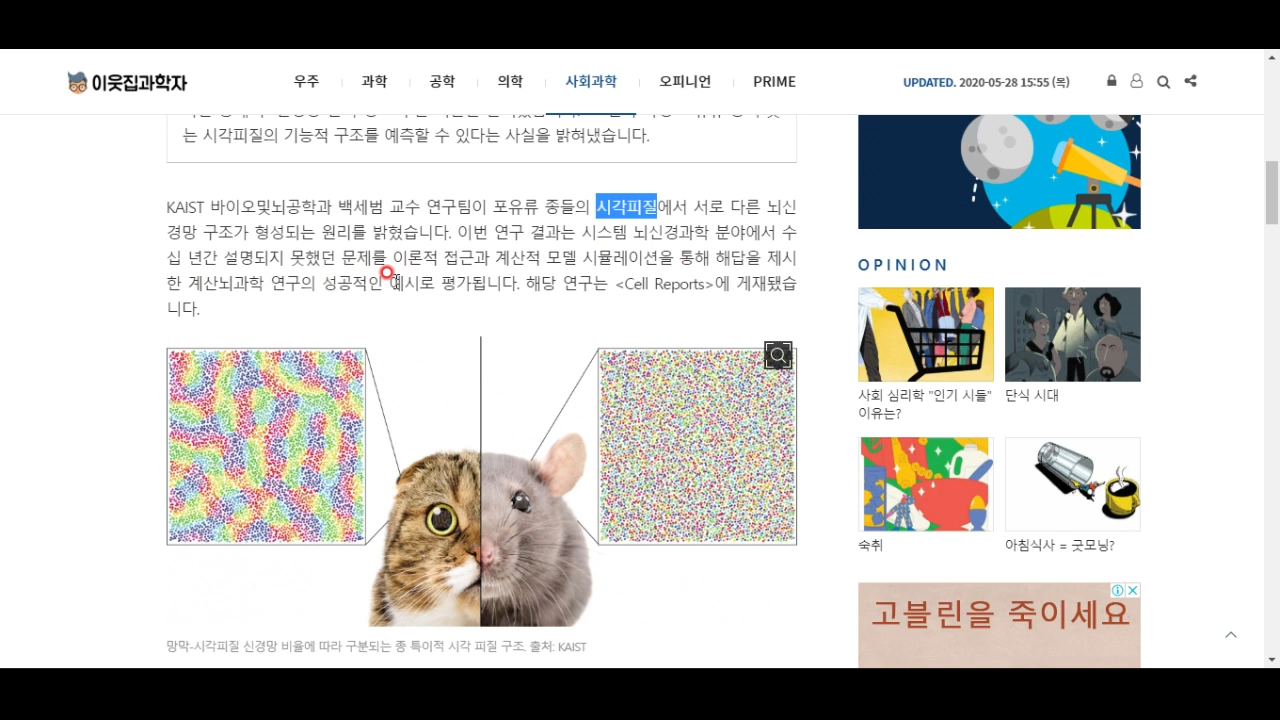 이웃집과학자
우주
과학
공학
의학
사회과학
오피니언
PRIME
UPDATED. 2020-05-28 15:55 (목)
는 시각피질의 기능적 구조를 예측할 수 있다는 사실을 밝혀냈습니다.
KAIST 바이오및뇌공학과 백세범 교수 연구팀이 포유류 종들의 시각피질에서 서로 다른 뇌신
경망 구조가 형성되는 원리를 밝혔습니다. 이번 연구 결과는 시스템 뇌신경과학 분야에서 수
십 년간 설명되지 못했던 문제를 이론적 접근과 계산적 모델 시뮬레이션을 통해 해답을 제시
한 계산뇌과학 연구의 성공적인 예시로 평가됩니다. 해당 연구는 <Cell Reports>에 게재됐습
니다.
망막-시각피질 신경망 비율에 따라 구분되는 종 특이적 시각 피질 구조. 출처: KAIST
OPINION
사회 심리학 "인기 시들"
이유는?
단식 시대
숙취
아침식사 = 굿모닝?
고블린을 죽이세요